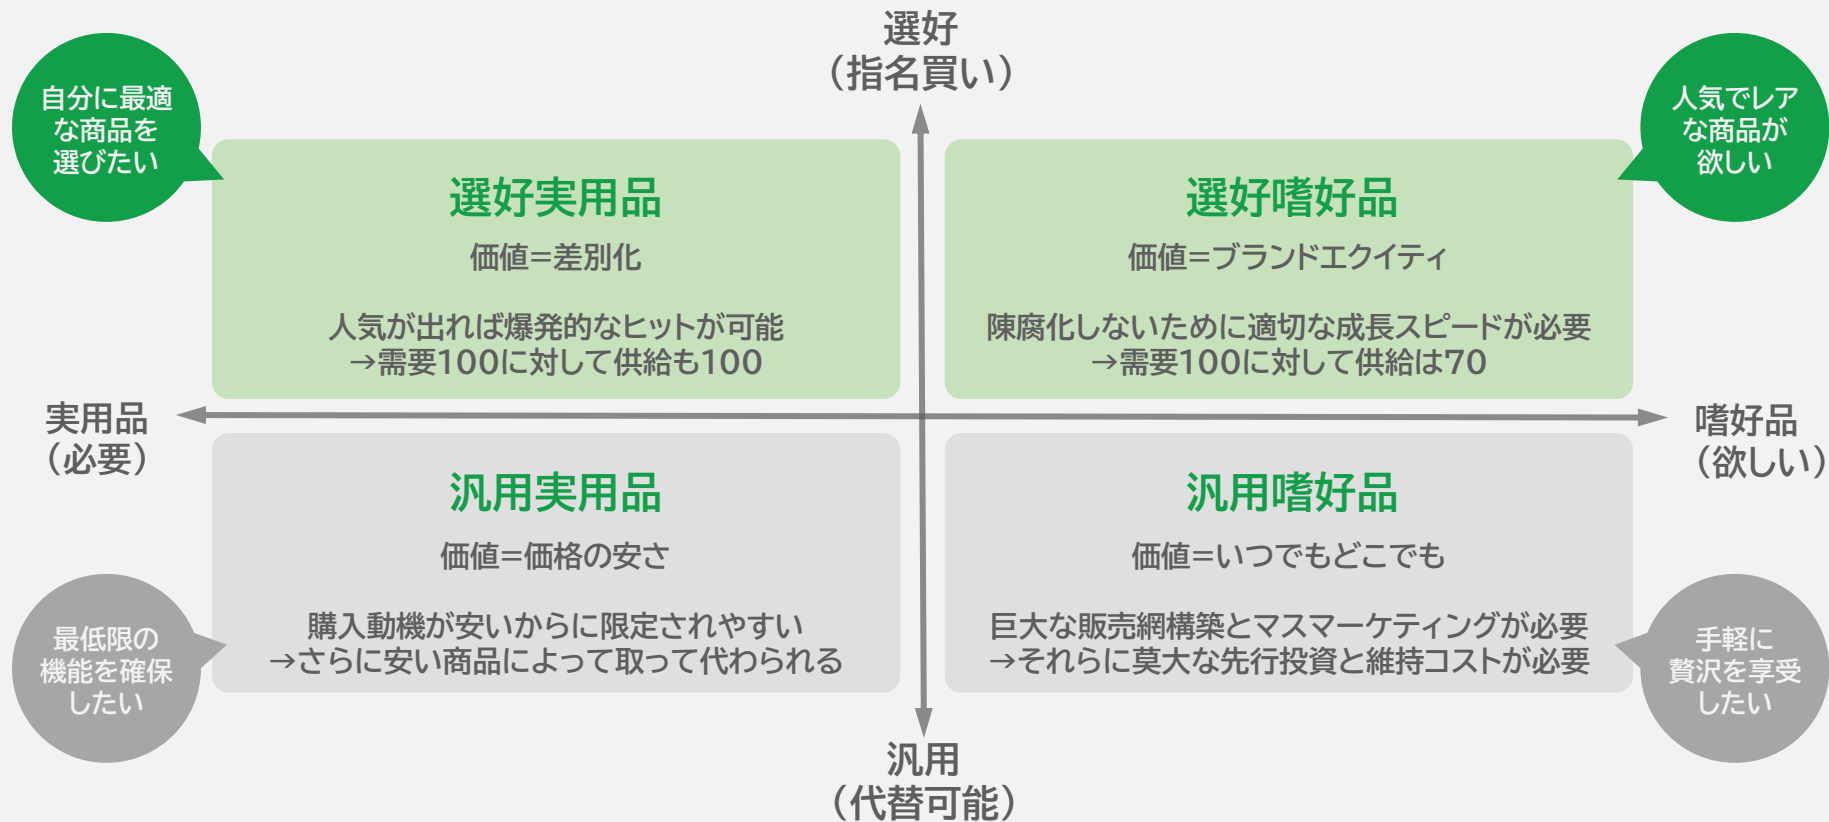 選好
（指名買い）
自分に最適
な商品を
選びたい
人気でレア
な商品が
欲しい
選好実用品
価値＝差別化
人気が出れば爆発的なヒットが可能
→需要100に対して供給も100
選好嗜好品
価値＝ブランドエクイティ
陳腐化しないために適切な成長スピードが必要
→需要100に対して供給は70
実用品
（必要）
嗜好品
（欲しい）
汎用実用品
価値＝価格の安さ
購入動機が安いからに限定されやすい
→さらに安い商品によって取って代わられる
汎用嗜好品
価値＝いつでもどこでも
巨大な販売網構築とマスマーケティングが必要
→それらに莫大な先行投資と維持コストが必要
最低限の
機能を確保
したい
手軽に
贅沢を享受
したい
汎用
（代替可能）